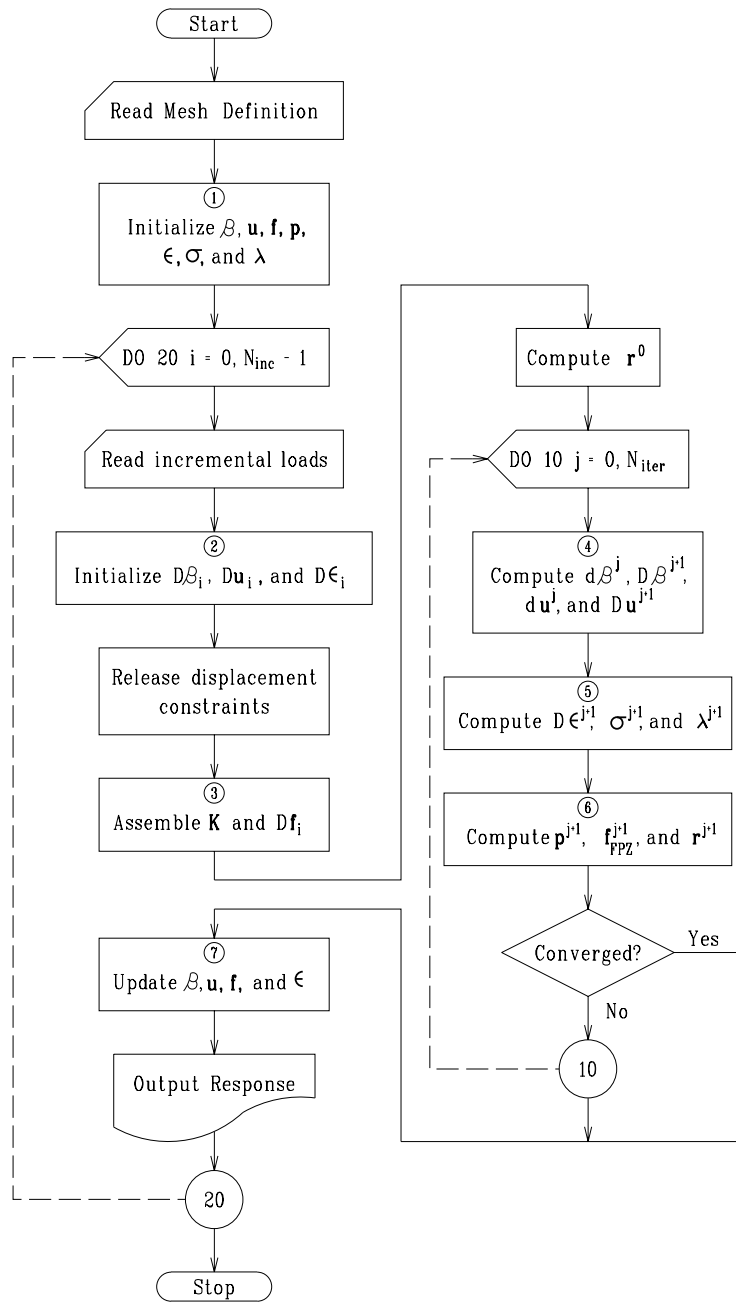 Start
Read Mesh Definition
1
Initialize β, u, f, p,
ϵ, σ, and λ
DO 20 i = 0, N_inc - 1
Read incremental loads
2
Initialize Dβ_i, Du_i, and Dϵ_i
Release displacement
constraints
3
Assemble K and Df_i
Compute r^0
DO 10 j = 0, N_iter
4
Compute dβ^j, Dβ^j+1,
du^j, and Du^j+1
5
Compute Dϵ^j+1, σ^j+1, and λ^j+1
6
Compute p^j+1, f_FPZ^j+1, and r^j+1
Converged?
Yes
No
10
7
Update β, u, f, and ϵ
Output Response
20
Stop